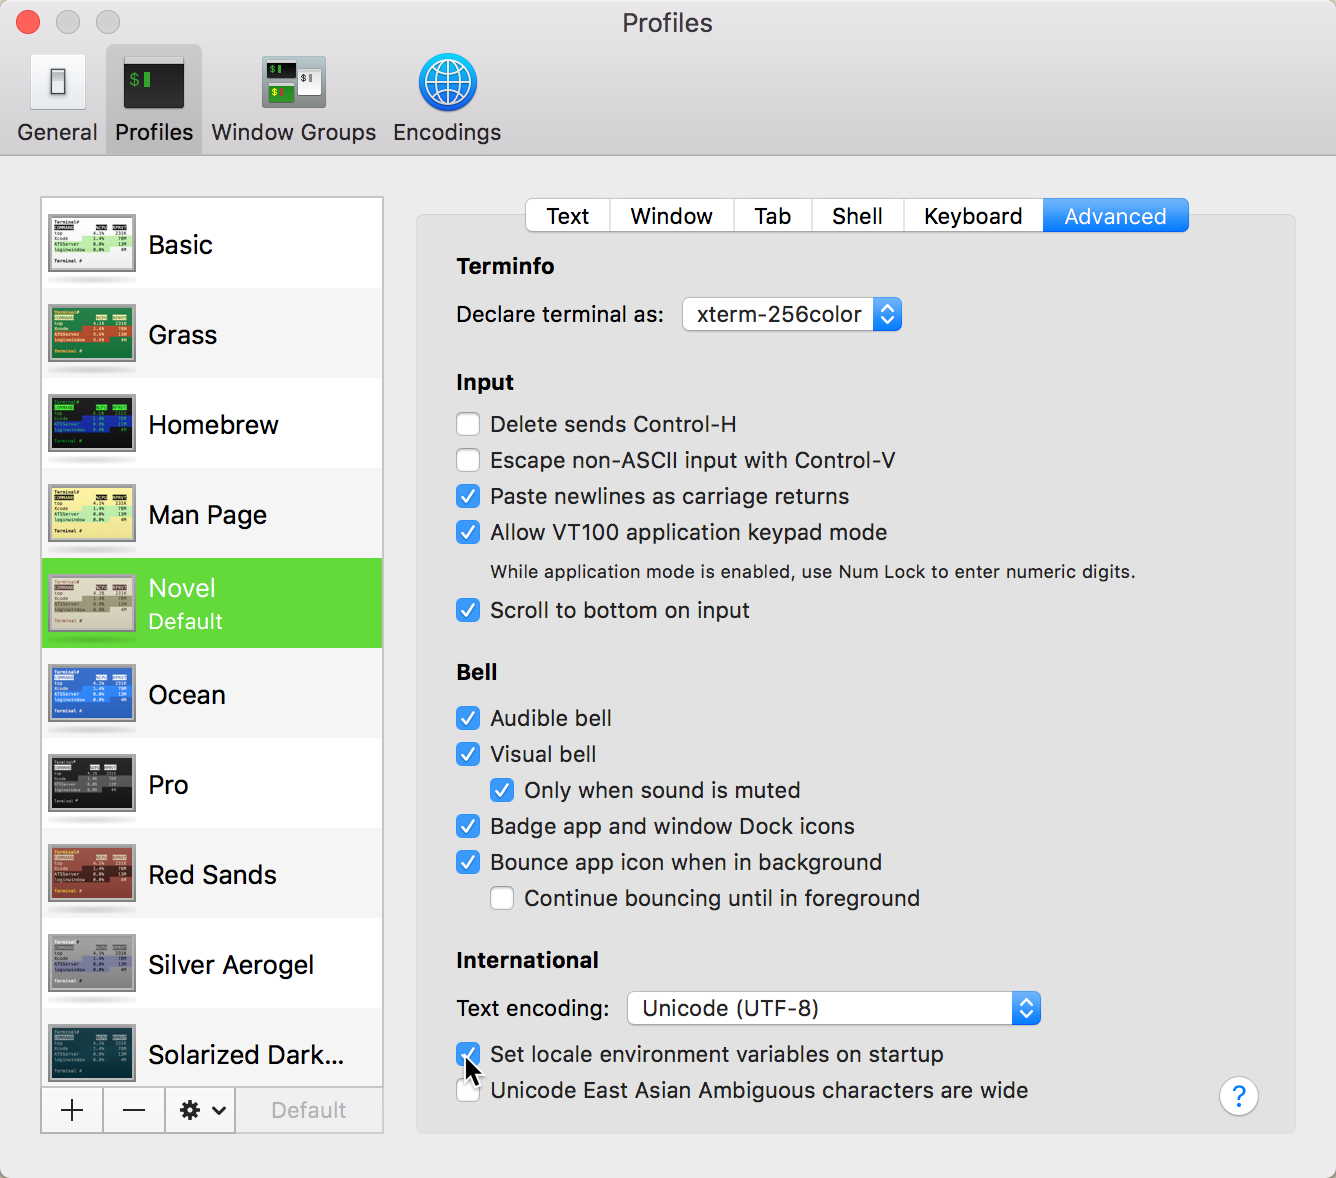 Profiles
General
Profiles
Window Groups
Encodings
Basic
Grass
Homebrew
Man Page
Novel
Default
Ocean
Pro
Red Sands
Silver Aerogel
Solarized Dark...
Default
Text
Window
Tab
Shell
Keyboard
Advanced
Terminfo
Declare terminal as: xterm-256color
Input
Delete sends Control-H
Escape non-ASCII input with Control-V
Paste newlines as carriage returns
Allow VT100 application keypad mode
While application mode is enabled, use Num Lock to enter numeric digits.
Scroll to bottom on input
Bell
Audible bell
Visual bell
Only when sound is muted
Badge app and window Dock icons
Bounce app icon when in background
Continue bouncing until in foreground
International
Text encoding: Unicode (UTF-8)
Set locale environment variables on startup
Unicode East Asian Ambiguous characters are wide
?